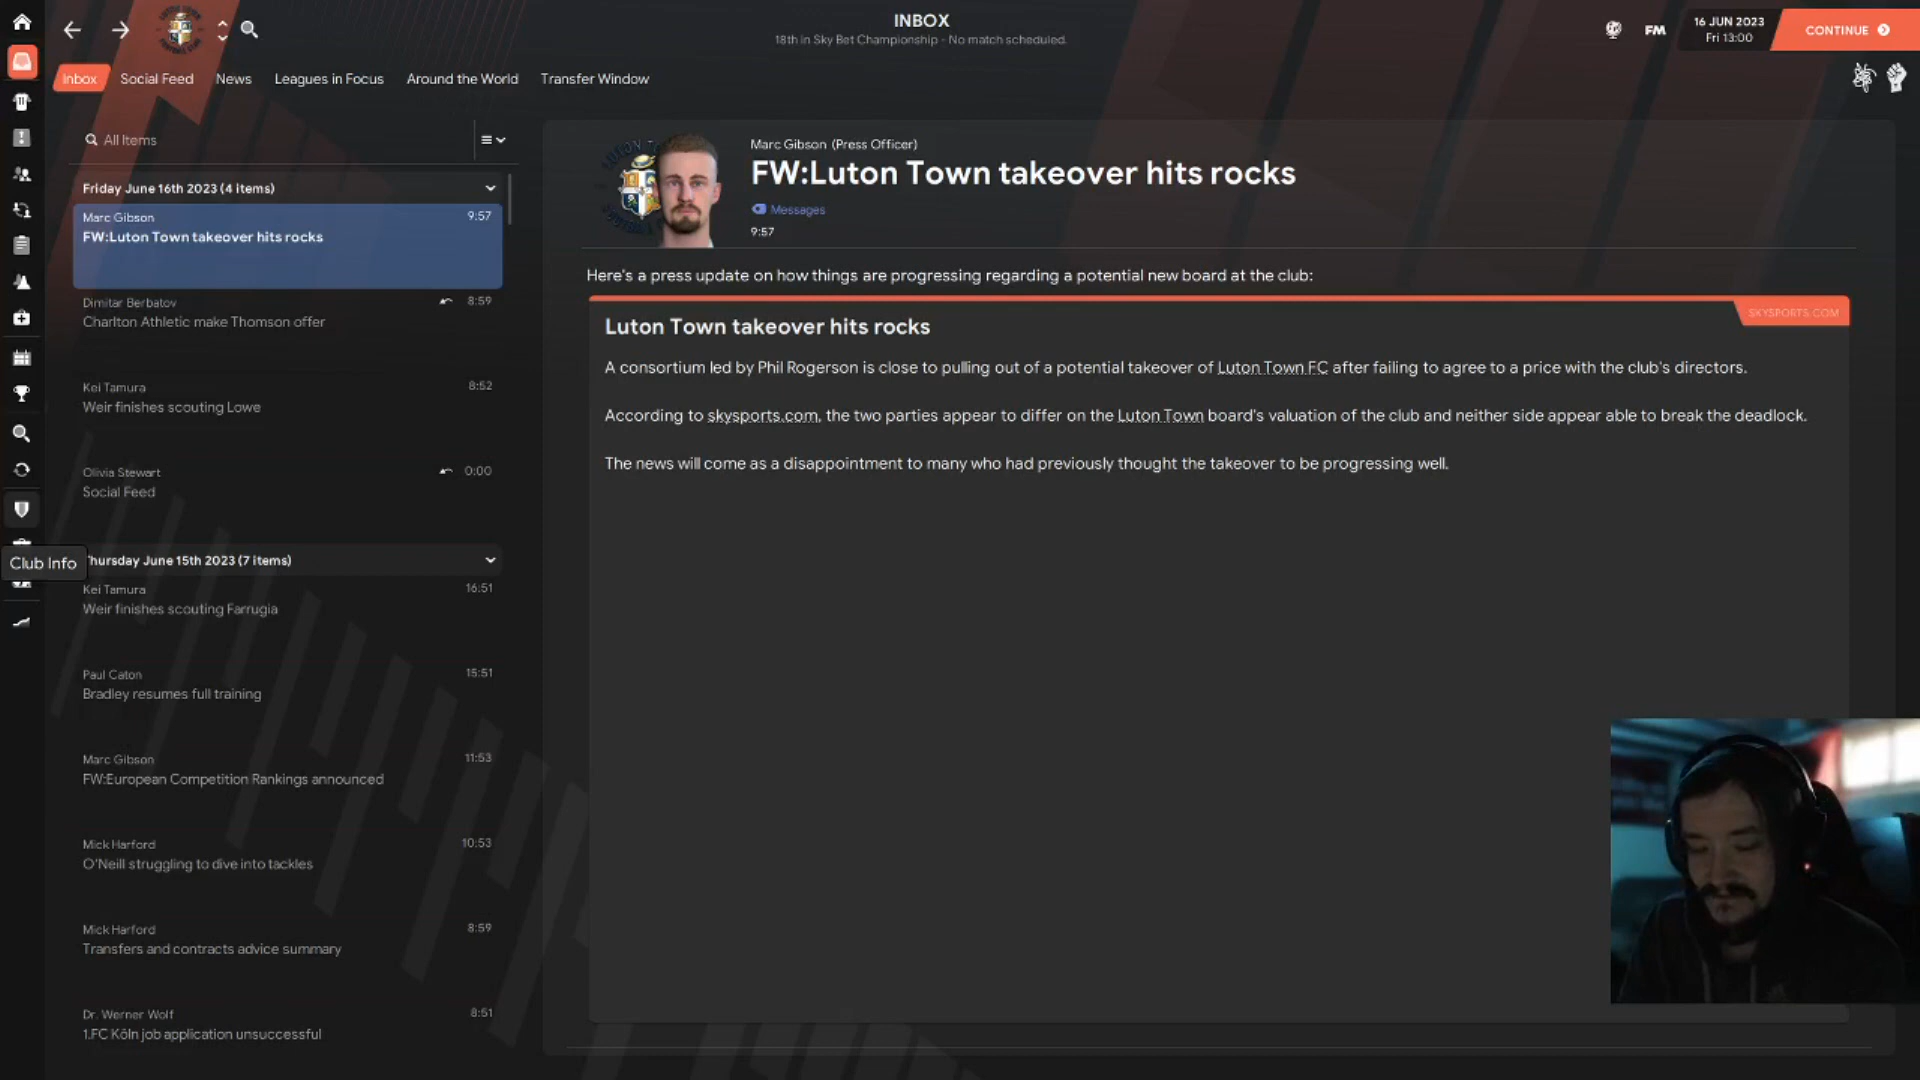 INBOX
18th in Sky Bet Championship - No match scheduled.
FM
16 JUN 2023
Fri 13:00
CONTINUE
Inbox
Social Feed
News
Leagues in Focus
Around the World
Transfer Window
All Items
Friday June 16th 2023 (4 items)
Marc Gibson
9:57
FW:Luton Town takeover hits rocks
Dimitar Berbatov
8:59
Charlton Athletic make Thomson offer
Kei Tamura
8:52
Weir finishes scouting Lowe
Olivia Stewart
0:00
Social Feed
Club Info
hursday June 15th 2023 (7 items)
Kei Tamura
16:51
Weir finishes scouting Farrugia
Paul Caton
15:51
Bradley resumes full training
Marc Gibson
11:53
FW:European Competition Rankings announced
Mick Harford
10:53
O'Neill struggling to dive into tackles
Mick Harford
8:59
Transfers and contracts advice summary
Dr. Werner Wolf
8:51
1.FC Köln job application unsuccessful
Marc Gibson (Press Officer)
FW:Luton Town takeover hits rocks
Messages
9:57
Here's a press update on how things are progressing regarding a potential new board at the club:
SKYSPORTS.COM
Luton Town takeover hits rocks
A consortium led by Phil Rogerson is close to pulling out of a potential takeover of Luton Town FC after failing to agree to a price with the club's directors.
According to skysports.com, the two parties appear to differ on the Luton Town board's valuation of the club and neither side appear able to break the deadlock.
The news will come as a disappointment to many who had previously thought the takeover to be progressing well.